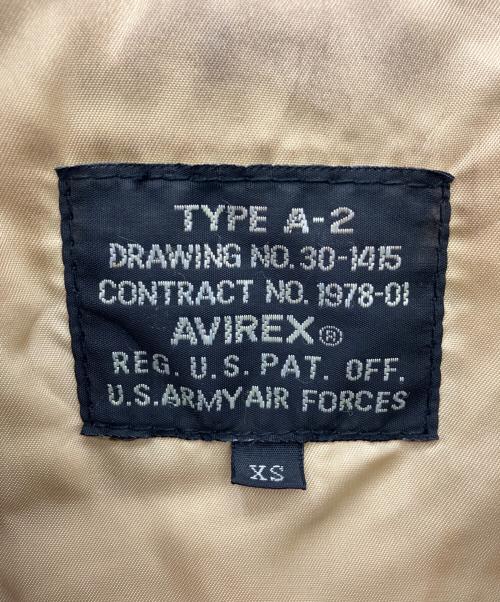 TYPE A-2
DRAWING NO. 30-1415
CONTRACT NO. 1978-01
AVIREX®
REG. U.S. PAT. OFF.
U.S. ARMY AIR FORCES
XS